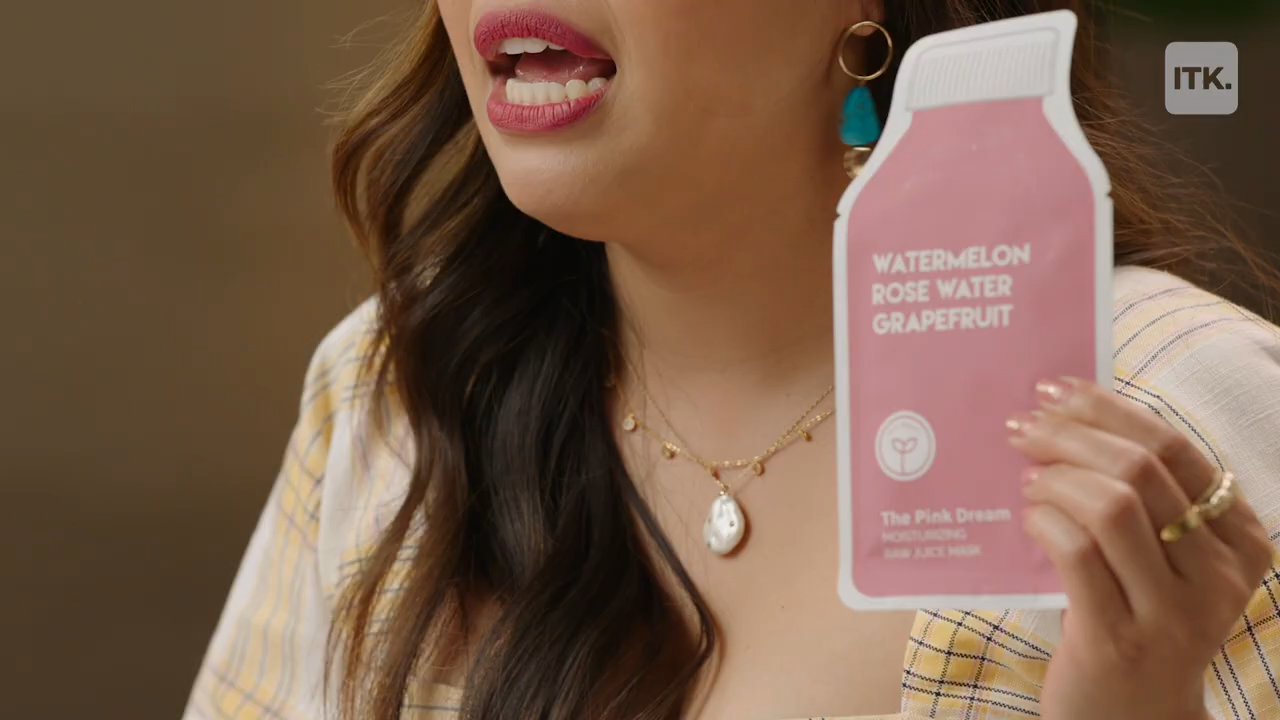 ITK.
WATERMELON
ROSE WATER
GRAPEFRUIT
The Pink Dream
MOISTURIZING
RAW JUICE MASK